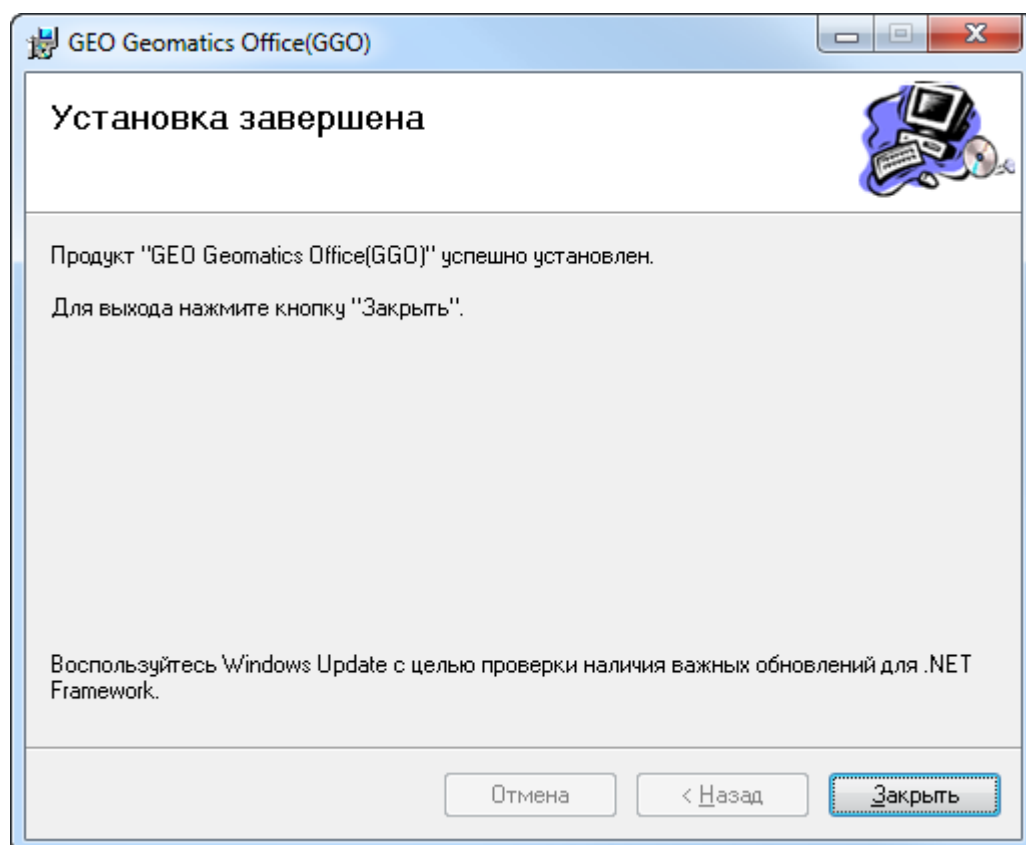 GEO Geomatics Office(GGO)
Установка завершена
Продукт "GEO Geomatics Office(GGO)" успешно установлен.
Для выхода нажмите кнопку "Закрыть".
Воспользуйтесь Windows Update с целью проверки наличия важных обновлений для .NET
Framework.
Отмена
< Назад
Закрыть